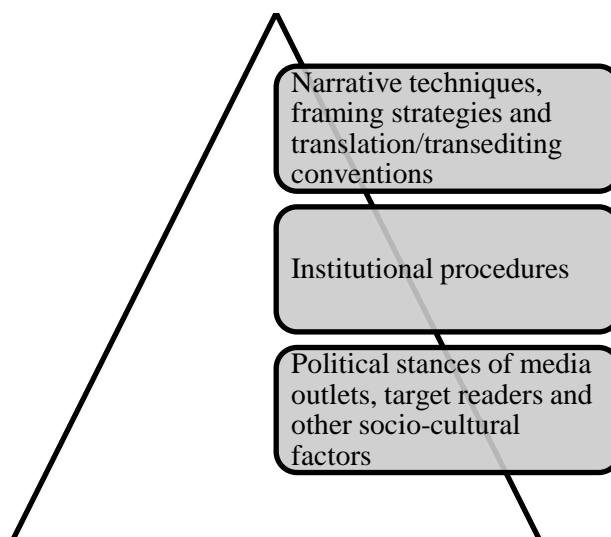 Narrative techniques,
framing strategies and
translation/transediting
conventions
Institutional procedures
Political stances of media
outlets, target readers and
other socio-cultural
factors